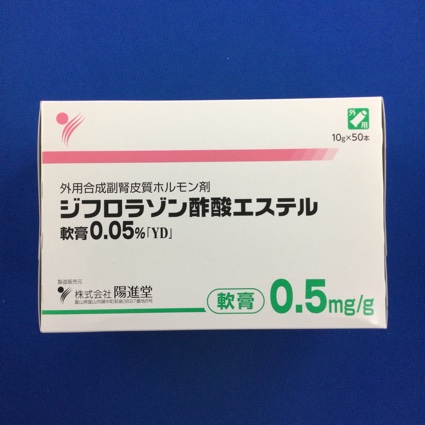 外用
10g×50本
外用合成副腎皮質ホルモン剤
ジフロラゾン酢酸エステル
軟膏0.05%「YD」
製造販売元
株式会社 陽進堂
軟膏 0.5mg/g